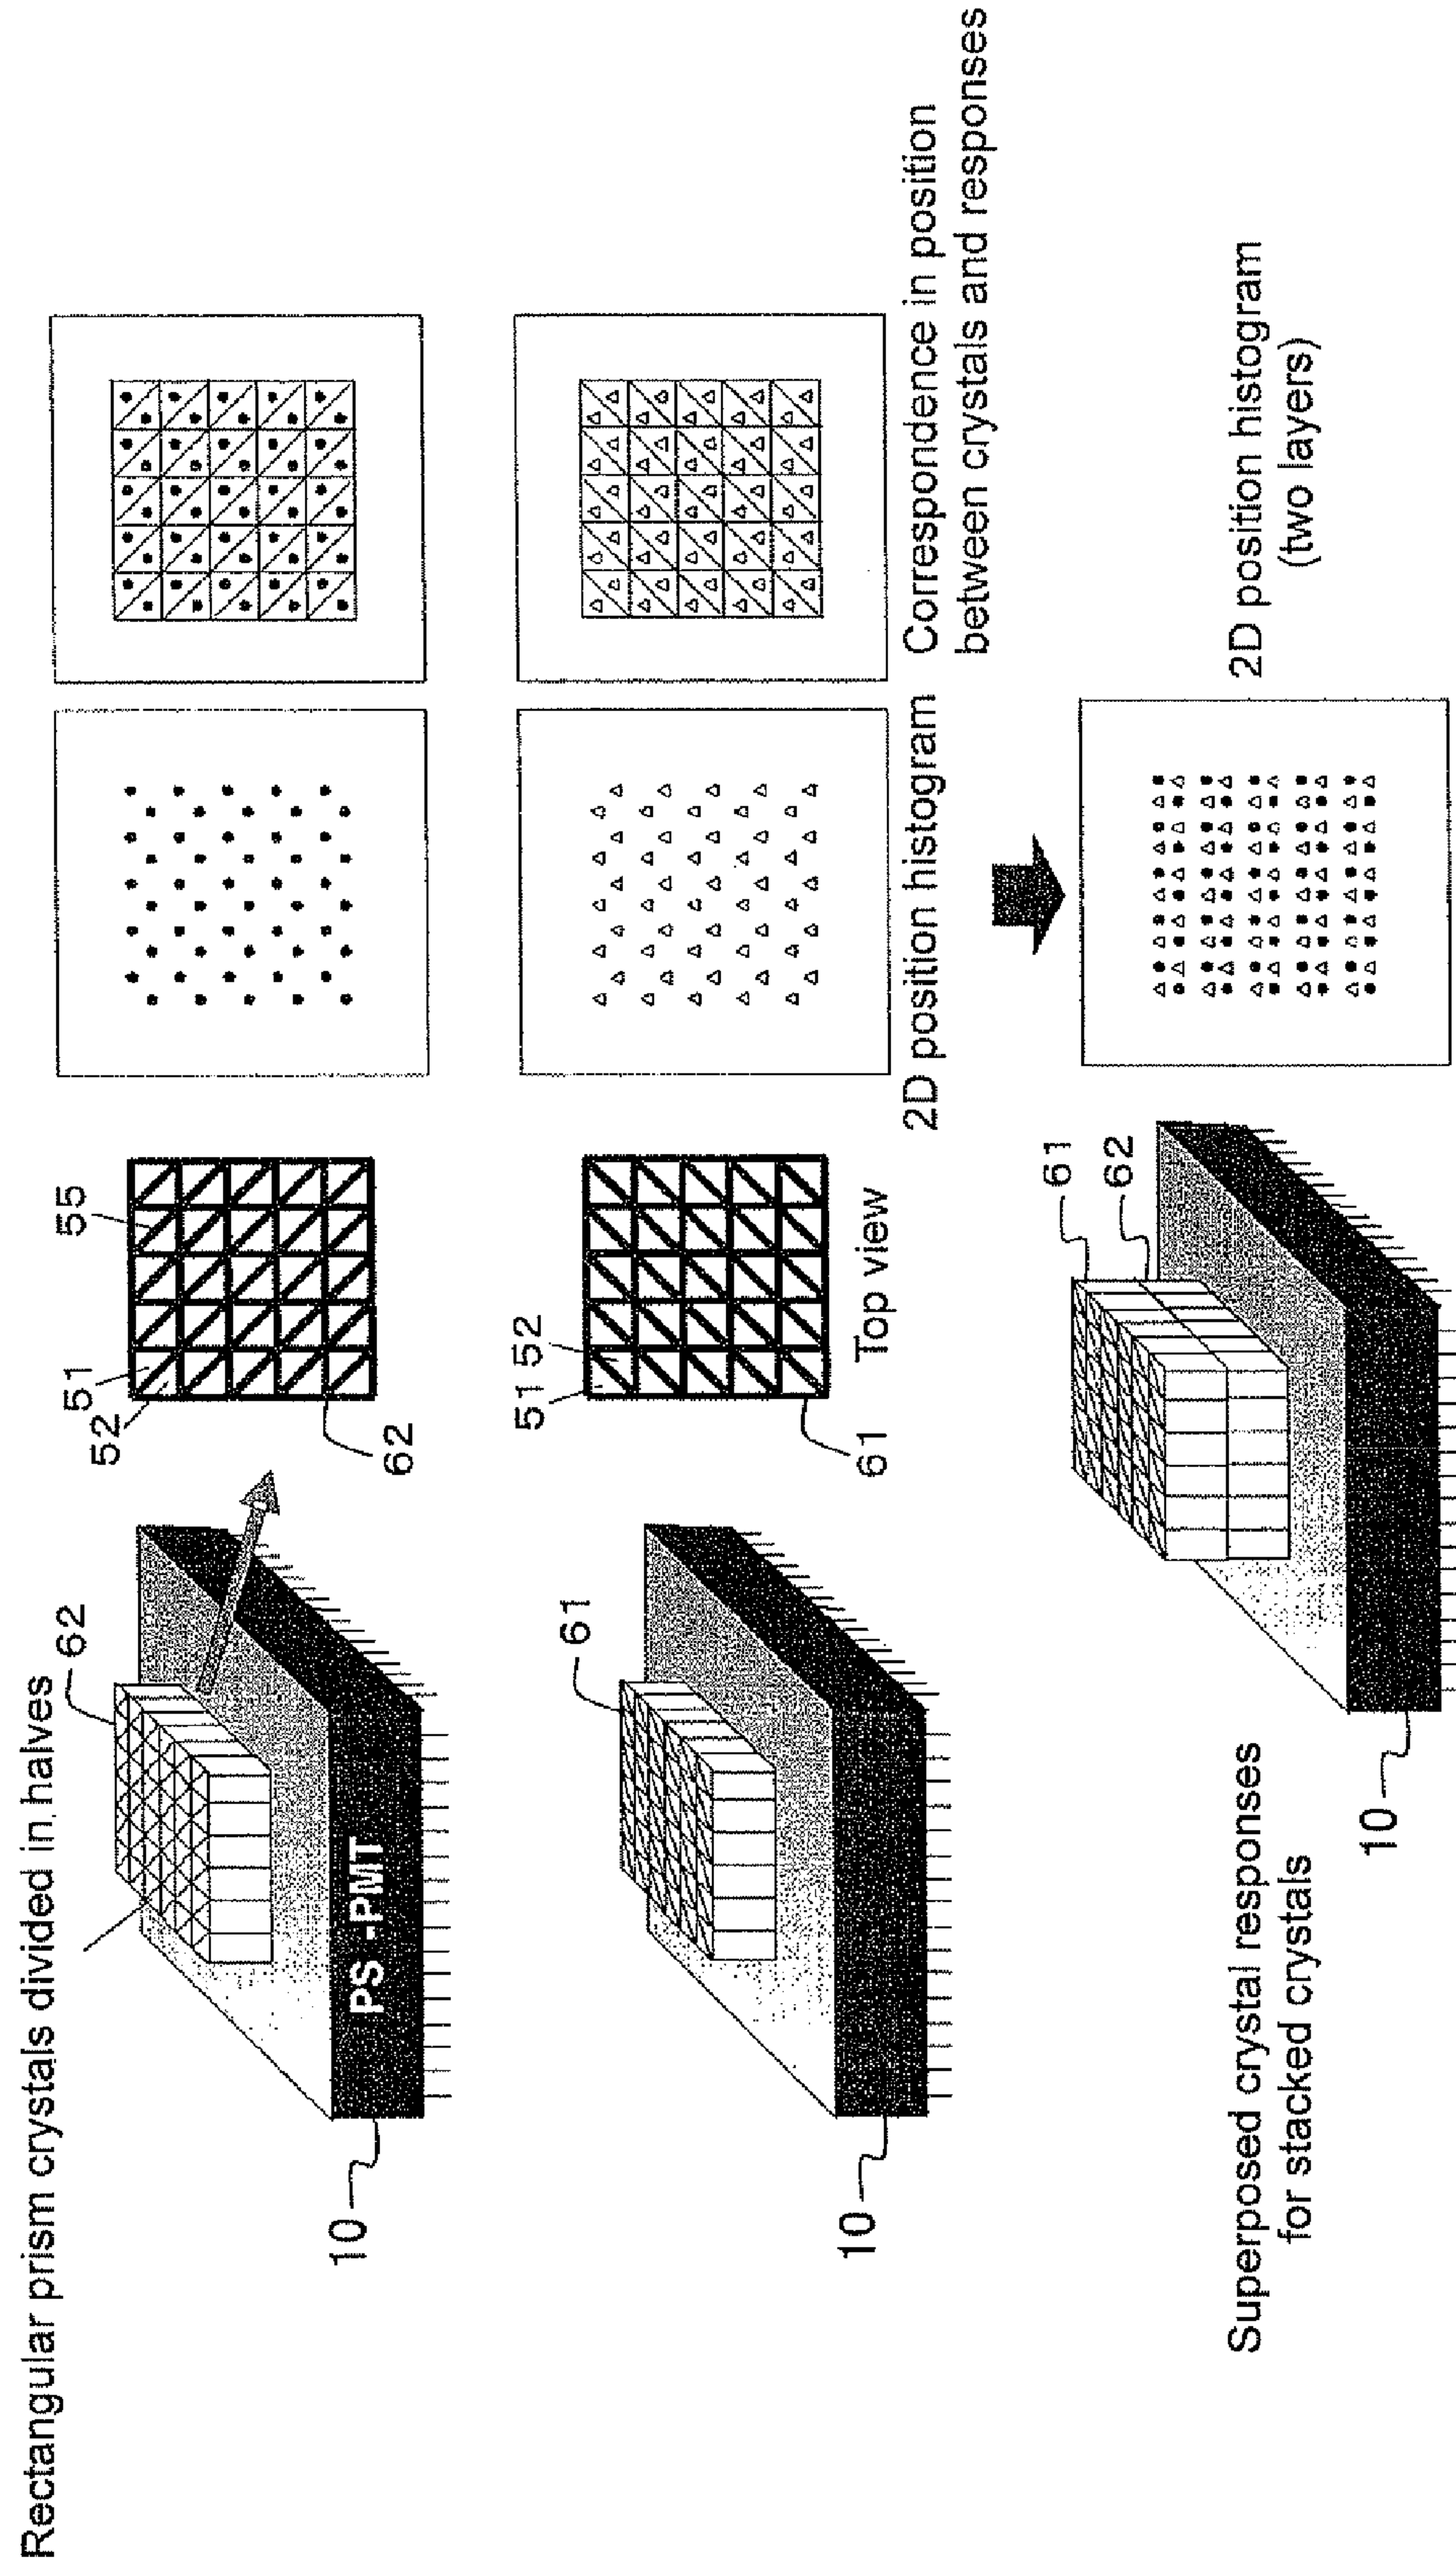 Rectangular prism crystals divided in halves
62
51
52
55
62
PS -PMT
10
61
51
52
61
Top view
2D position histogram
Correspondence in position
between crystals and responses
10
Superposed crystal responses
for stacked crystals
61
62
10
2D position histogram
(two layers)